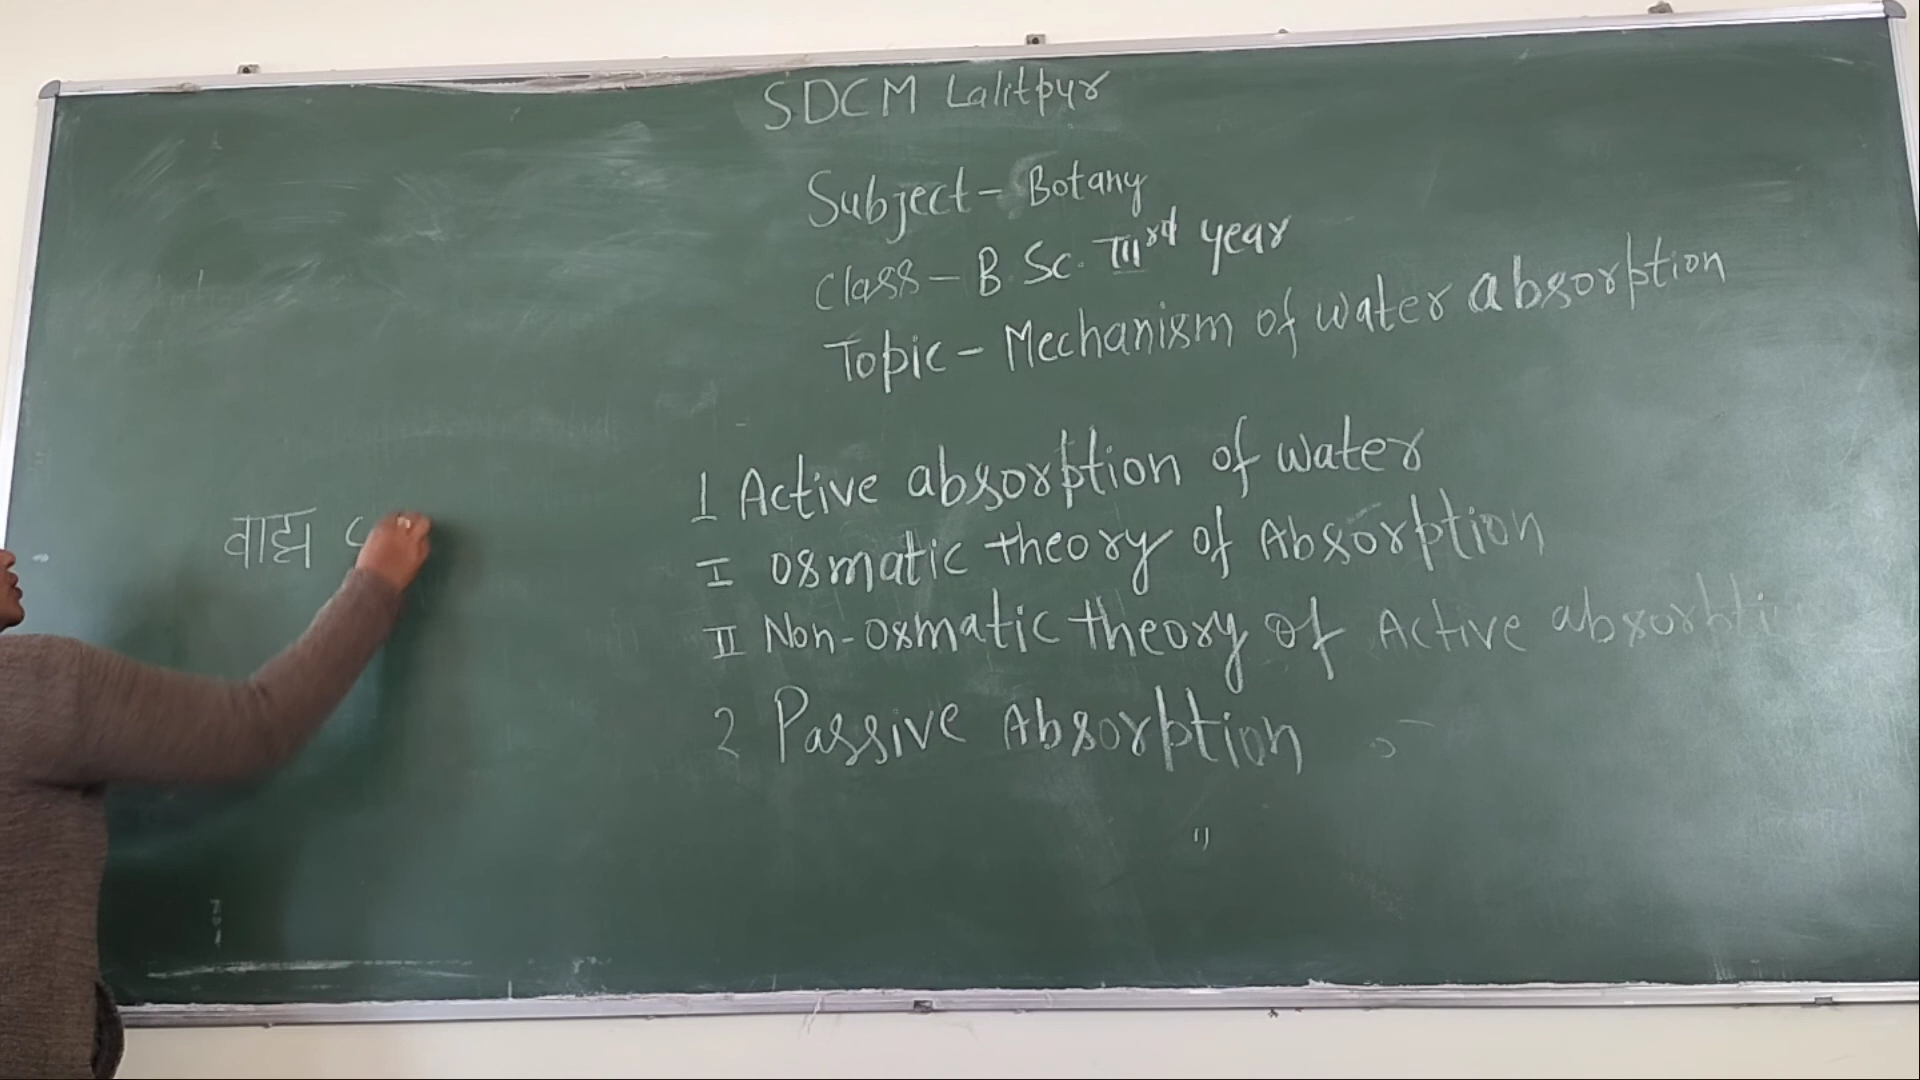 SDCM Lalitpur
Subject - Botany
Class - B.Sc. IIIrd year
Topic - Mechanism of water absorption
1 Active absorption of water
I Osmatic theory of Absorption
II Non-osmatic theory of Active absorbti
2 Passive Absorption
वाह्म